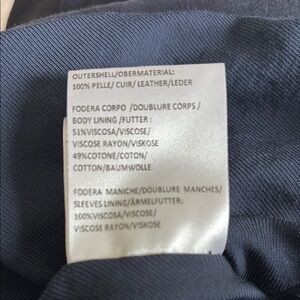 OUTERSHELL/OBERMATERIAL:
100% PELLE/ CUIR/ LEATHER/LEDER
FODERA CORPO /DOUBLURE CORPS/
BODY LINING /FUTTER :
51%VISCOSA/VISCOSE/
VISCOSE RAYON/VISKOSE
49%COTONE/COTON/
COTTON/BAUMWOLLE
FODERA MANICHE/DOUBLURE MANCHES/
SLEEVES LINING/ÄRMELFUTTER:
100%VISCOSA/VISCOSE/
VISCOSE RAYON/VISKOSE